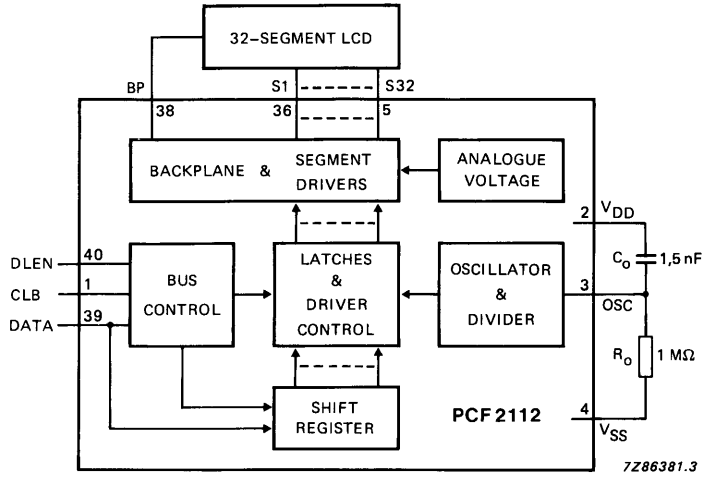 32-SEGMENT LCD
BP
S1
S32
38
36
5
BACKPLANE & SEGMENT
DRIVERS
ANALOGUE
VOLTAGE
2
VDD
Co
1,5 nF
DLEN
40
CLB
1
DATA
39
BUS
CONTROL
LATCHES
&
DRIVER
CONTROL
OSCILLATOR
&
DIVIDER
3
OSC
Ro
1 MΩ
SHIFT
REGISTER
PCF2112
4
VSS
7Z86381.3